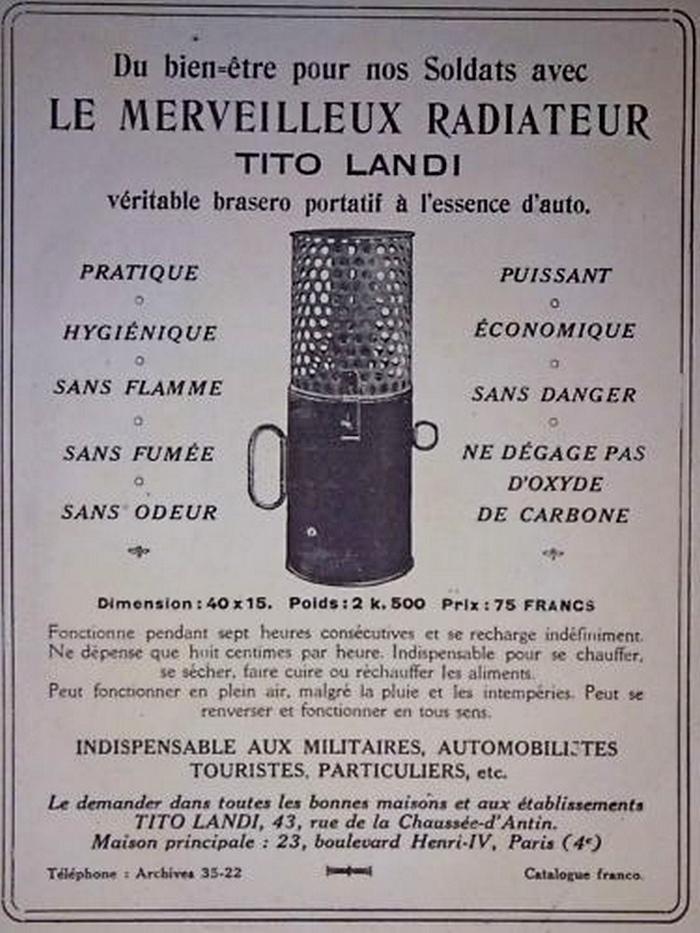 Du bien=être pour nos Soldats avec
LE MERVEILLEUX RADIATEUR
TITO LANDI
véritable brasero portatif à l'essence d'auto.
PRATIQUE
HYGIÉNIQUE
SANS FLAMME
SANS FUMÉE
SANS ODEUR
PUISSANT
ÉCONOMIQUE
SANS DANGER
NE DÉGAGE PAS
D'OXYDE
DE CARBONE
Dimension : 40 x 15. Poids : 2 k. 500 Prix : 75 FRANCS
Fonctionne pendant sept heures consécutives et se recharge indéfiniment.
Ne dépense que huit centimes par heure. Indispensable pour se chauffer,
se sécher, faire cuire ou réchauffer les aliments.
Peut fonctionner en plein air, malgré la pluie et les intempéries. Peut se
renverser et fonctionner en tous sens.
INDISPENSABLE AUX MILITAIRES, AUTOMOBILISTES
TOURISTES, PARTICULIERS, etc.
Le demander dans toutes les bonnes maisons et aux établissements
TITO LANDI, 43, rue de la Chaussée-d'Antin.
Maison principale : 23, boulevard Henri-IV, Paris (4e)
Téléphone : Archives 35-22
Catalogue franco.